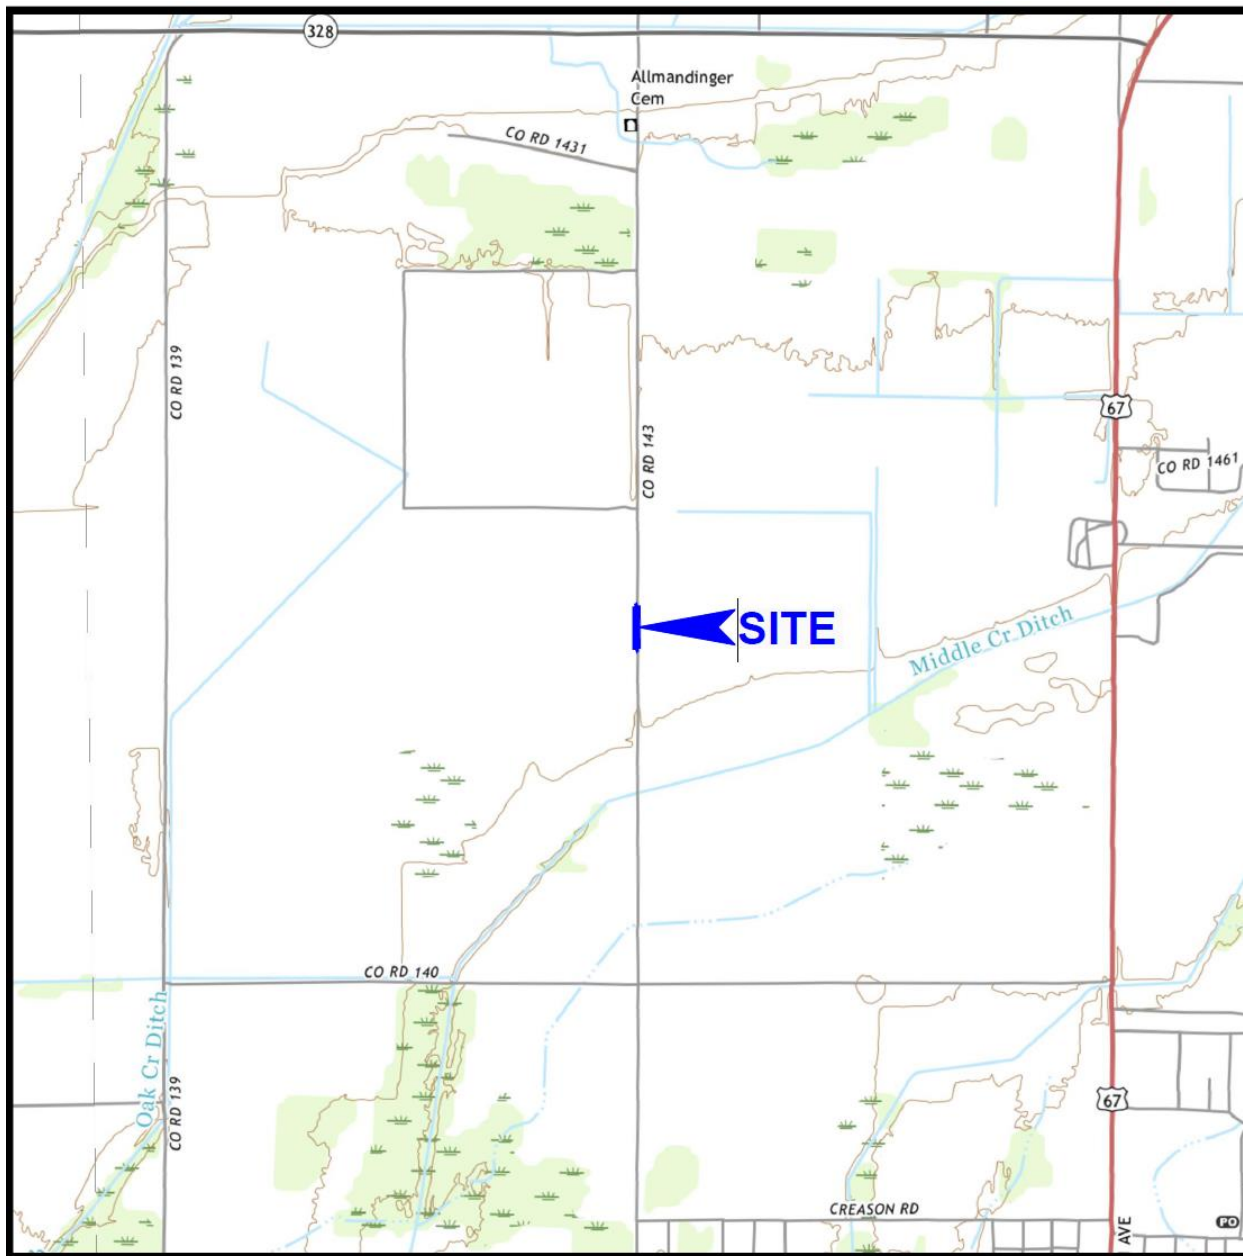 328
Allmandinger
Cem
CO RD 1431
CO RD 139
CO RD 143
67
CO RD 1461
SITE
Middle Cr Ditch
CO RD 140
Oak Cr Ditch
CO RD 139
67
CREASON RD
AVE
PO